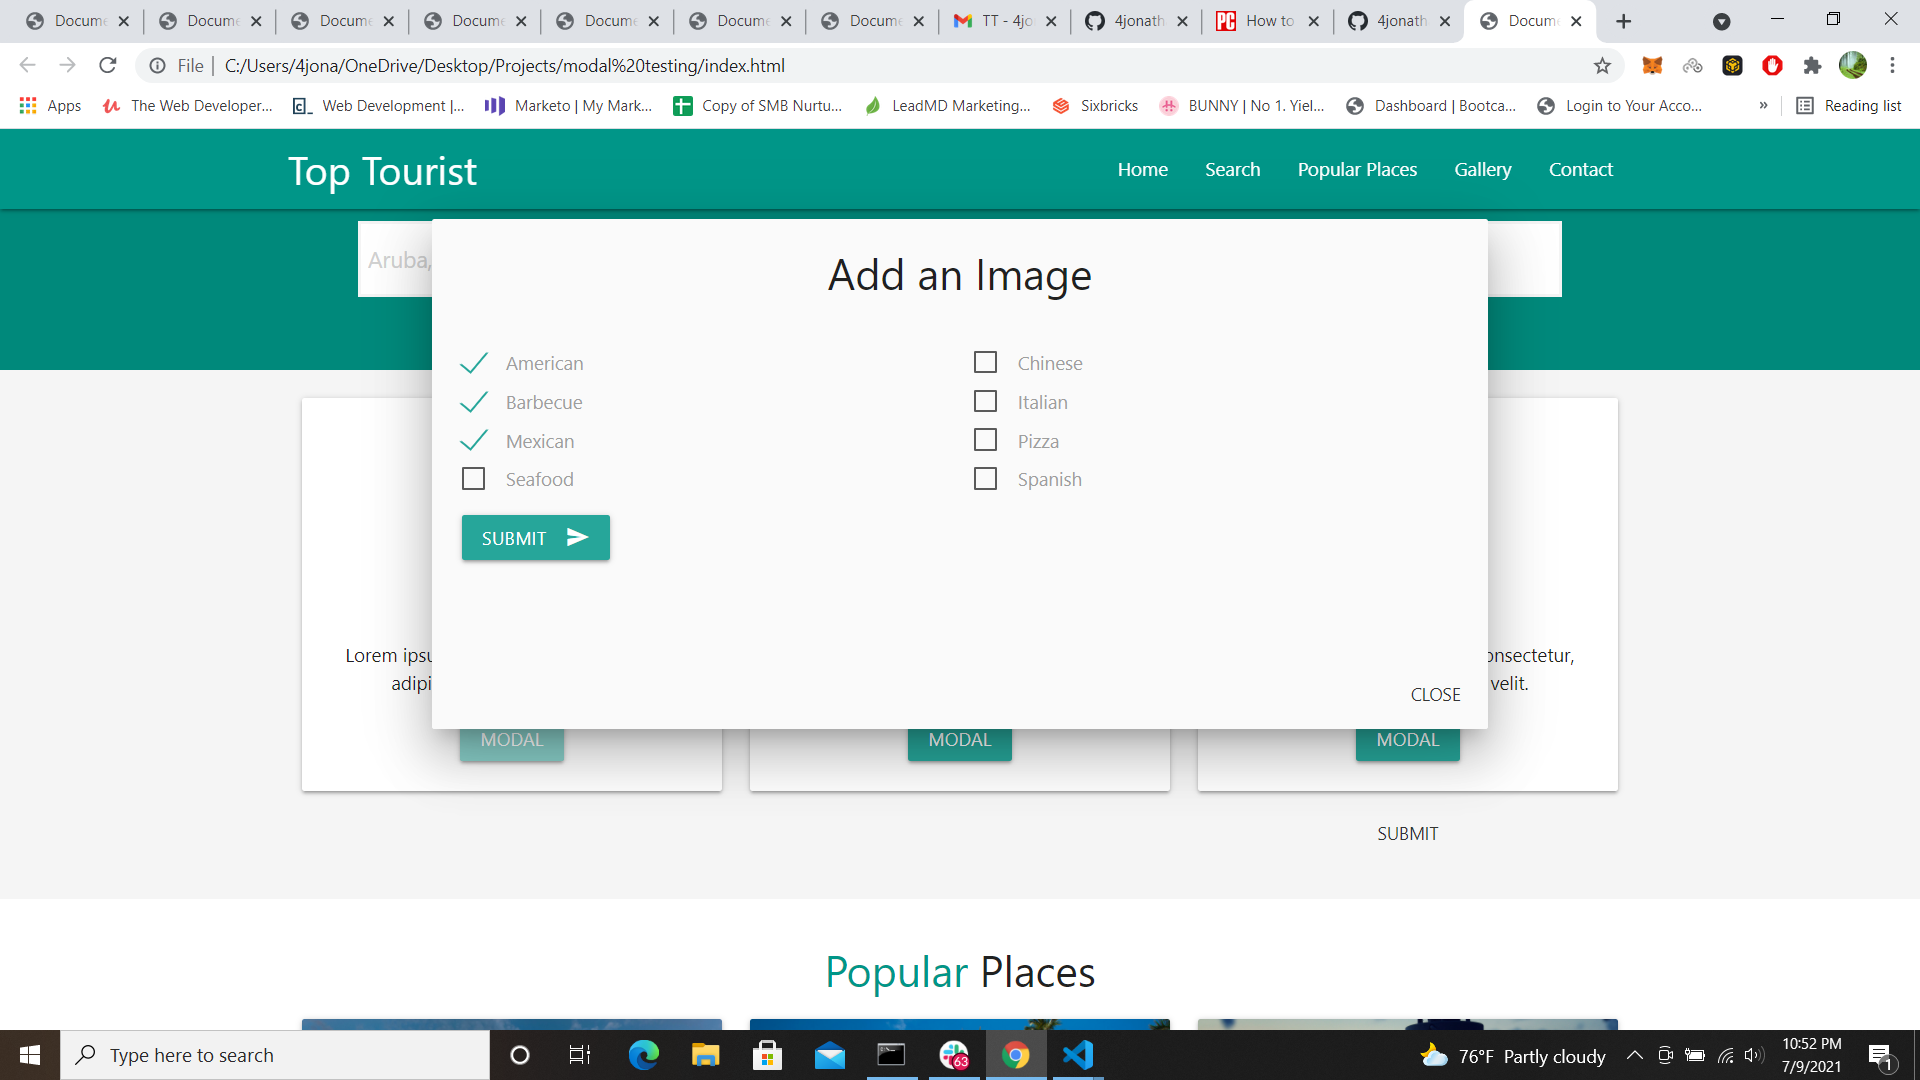 Docume Docume Docume Docume Docume Docume Docume TT - 4jo 4jonath How to 4jonath Docume
File C:/Users/4jona/OneDrive/Desktop/Projects/modal%20testing/index.html
Apps The Web Developer... Web Development |... Marketo | My Mark... Copy of SMB Nurtu... LeadMD Marketing... Sixbricks BUNNY | No 1. Yiel... Dashboard | Bootca... Login to Your Acco... » Reading list
Top Tourist Home Search Popular Places Gallery Contact
Aruba,
Add an Image
American Chinese
Barbecue Italian
Mexican Pizza
Seafood Spanish
SUBMIT
Lorem ipsu onsectetur,
adipi velit.
CLOSE
MODAL MODAL MODAL
SUBMIT
Popular Places
Type here to search 63 76°F Partly cloudy 10:52 PM
7/9/2021 1